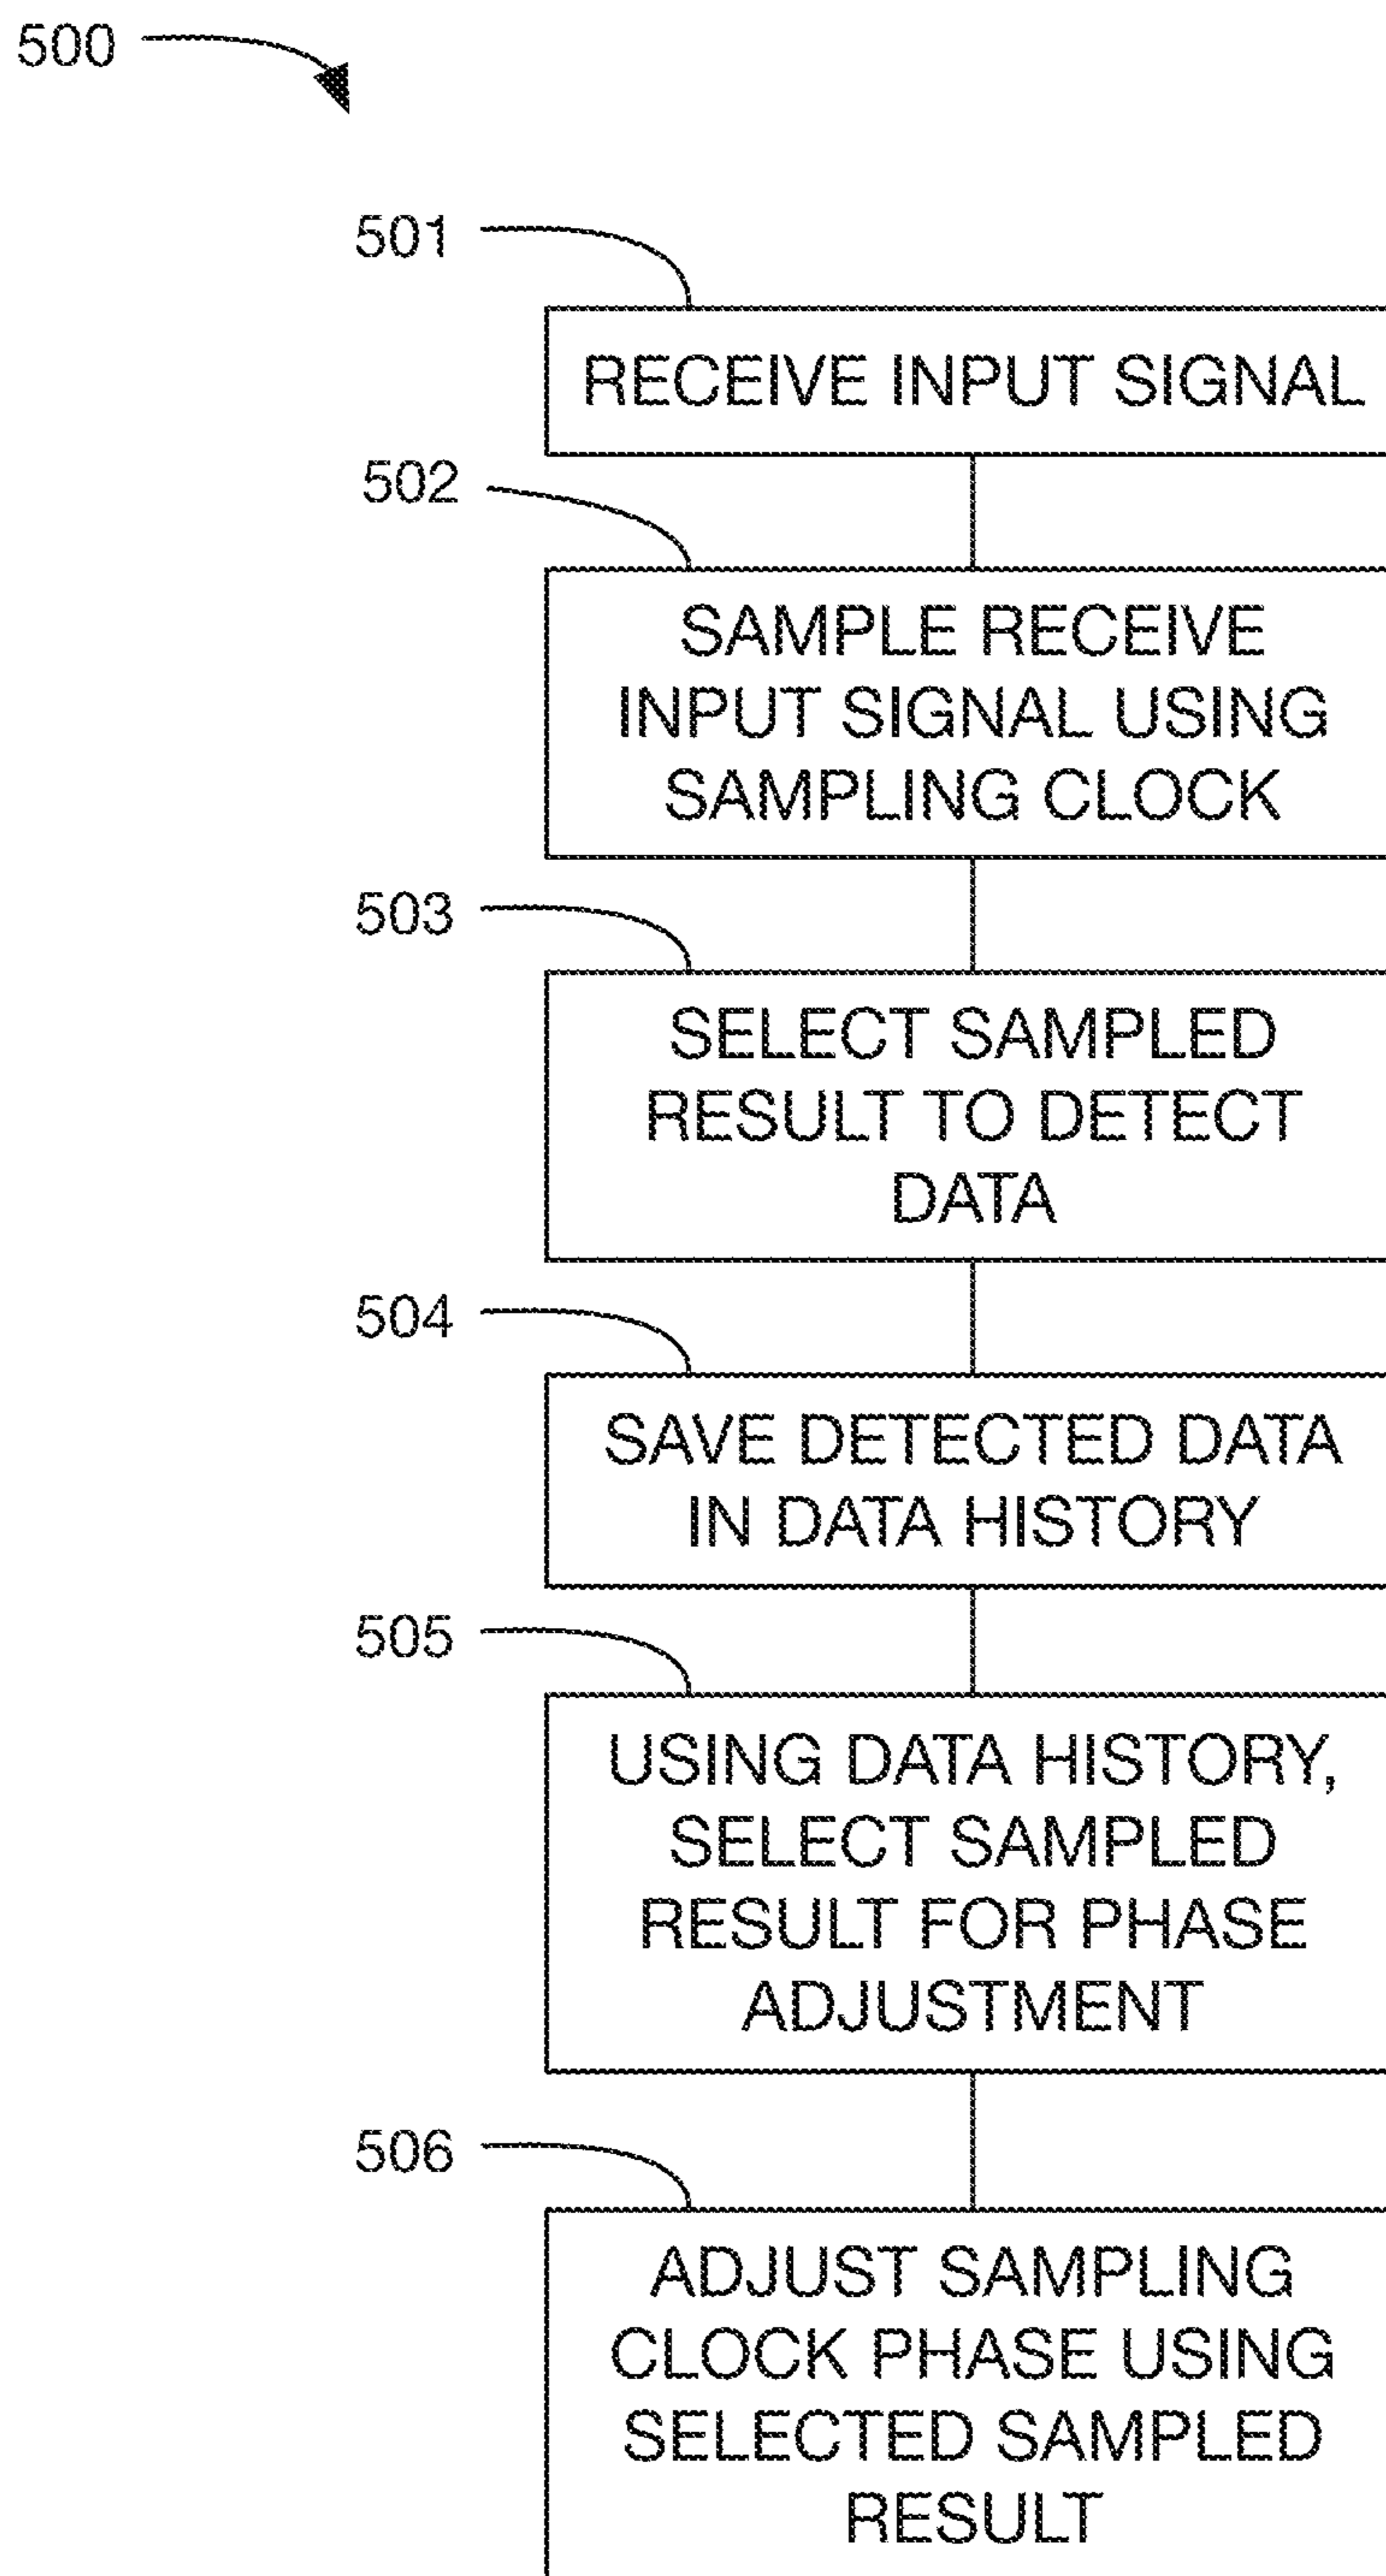 500
501
RECEIVE INPUT SIGNAL
502
SAMPLE RECEIVE
INPUT SIGNAL USING
SAMPLING CLOCK
503
SELECT SAMPLED
RESULT TO DETECT
DATA
504
SAVE DETECTED DATA
IN DATA HISTORY
505
USING DATA HISTORY,
SELECT SAMPLED
RESULT FOR PHASE
ADJUSTMENT
506
ADJUST SAMPLING
CLOCK PHASE USING
SELECTED SAMPLED
RESULT